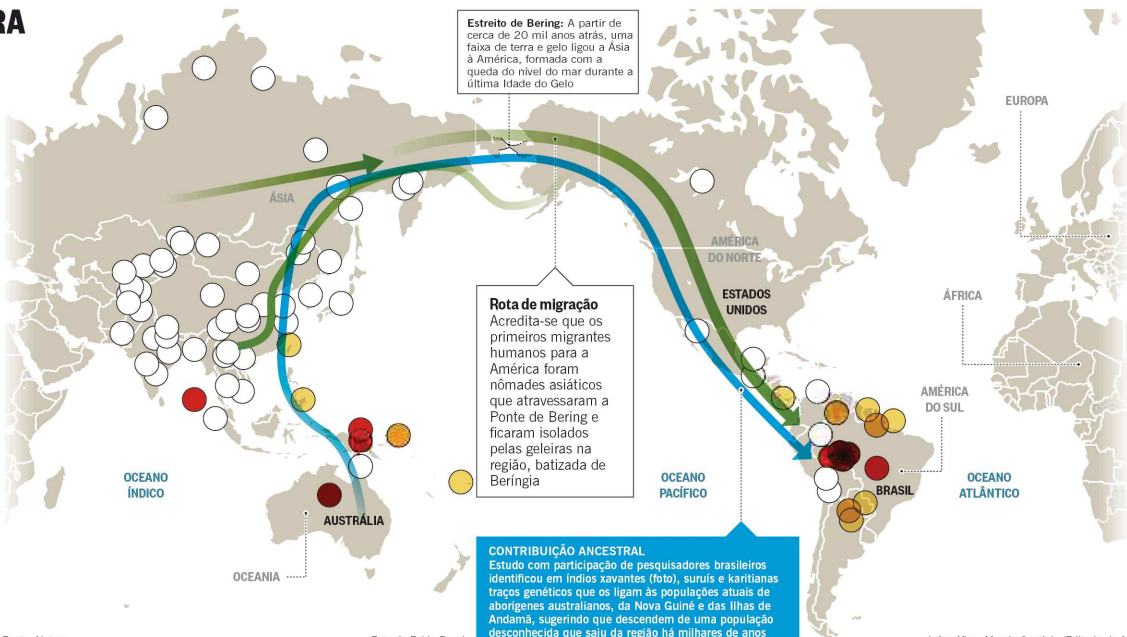 RA
Estreito de Bering: A partir de
cerca de 20 mil anos atrás, uma
faixa de terra e gelo ligou a Ásia
à América, formada com a
queda do nível do mar durante a
última Idade do Gelo
EUROPA
ÁSIA
AMÉRICA
DO NORTE
ESTADOS
UNIDOS
ÁFRICA
Rota de migração
Acredita-se que os
primeiros migrantes
humanos para a
América foram
nômades asiáticos
que atravessaram a
Ponte de Bering e
ficaram isolados
pelas geleiras na
região, batizada de
Beríngia
AMÉRICA
DO SUL
OCEANO
ÍNDICO
OCEANO
PACÍFICO
BRASIL
OCEANO
ATLÂNTICO
AUSTRÁLIA
OCEANIA
CONTRIBUIÇÃO ANCESTRAL
Estudo com participação de pesquisadores brasileiros
identificou em índios xavantes (foto), suruís e karitianas
traços genéticos que os ligam às populações atuais de
aborígenes australianos, da Nova Guiné e das Ilhas de
Andamã, sugerindo que descendem de uma população
desconhecida que saiu da região há milhares de anos